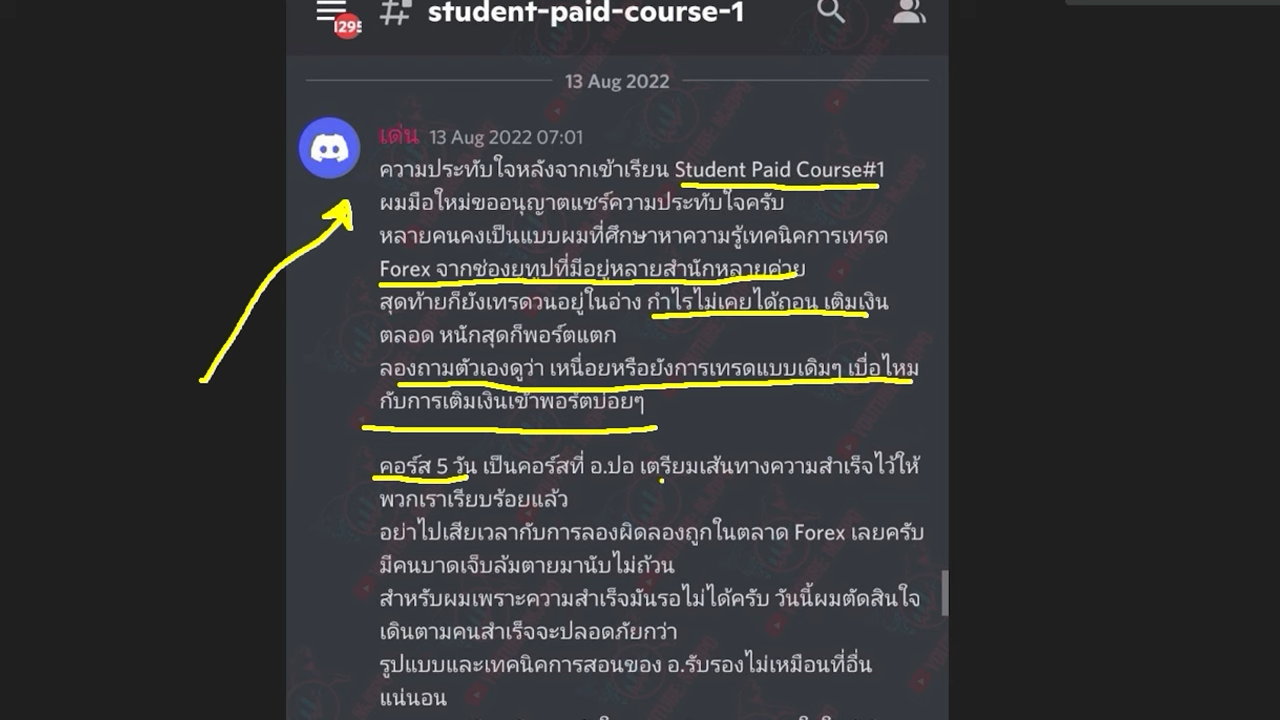 1295
student-paid-course-1
13 Aug 2022
เด่น 13 Aug 2022 07:01
ความประทับใจหลังจากเข้าเรียน Student Paid Course#1
ผมมือใหม่ขออนุญาตแชร์ความประทับใจครับ
หลายคนคงเป็นแบบผมที่ศึกษาหาความรู้เทคนิคการเทรด
Forex จากช่องยูทูปที่มีอยู่หลายสำนักหลายค่าย
สุดท้ายก็ยังเทรดวนอยู่ในอ่าง กำไรไม่เคยได้ถอน เติมเงิน
ตลอด หนักสุดก็พอร์ตแตก
ลองถามตัวเองดูว่า เหนื่อยหรือยังการเทรดแบบเดิมๆ เบื่อไหม
กับการเติมเงินเข้าพอร์ตบ่อยๆ
คอร์ส 5 วัน เป็นคอร์สที่ อ.ปอ เตรียมเส้นทางความสำเร็จไว้ให้
พวกเราเรียบร้อยแล้ว
อย่าไปเสียเวลากับการลองผิดลองถูกในตลาด Forex เลยครับ
มีคนบาดเจ็บล้มตายมานับไม่ถ้วน
สำหรับผมเพราะความสำเร็จมันรอไม่ได้ครับ วันนี้ผมตัดสินใจ
เดินตามคนสำเร็จจะปลอดภัยกว่า
รูปแบบและเทคนิคการสอนของ อ.รับรองไม่เหมือนที่อื่น
แน่นอน